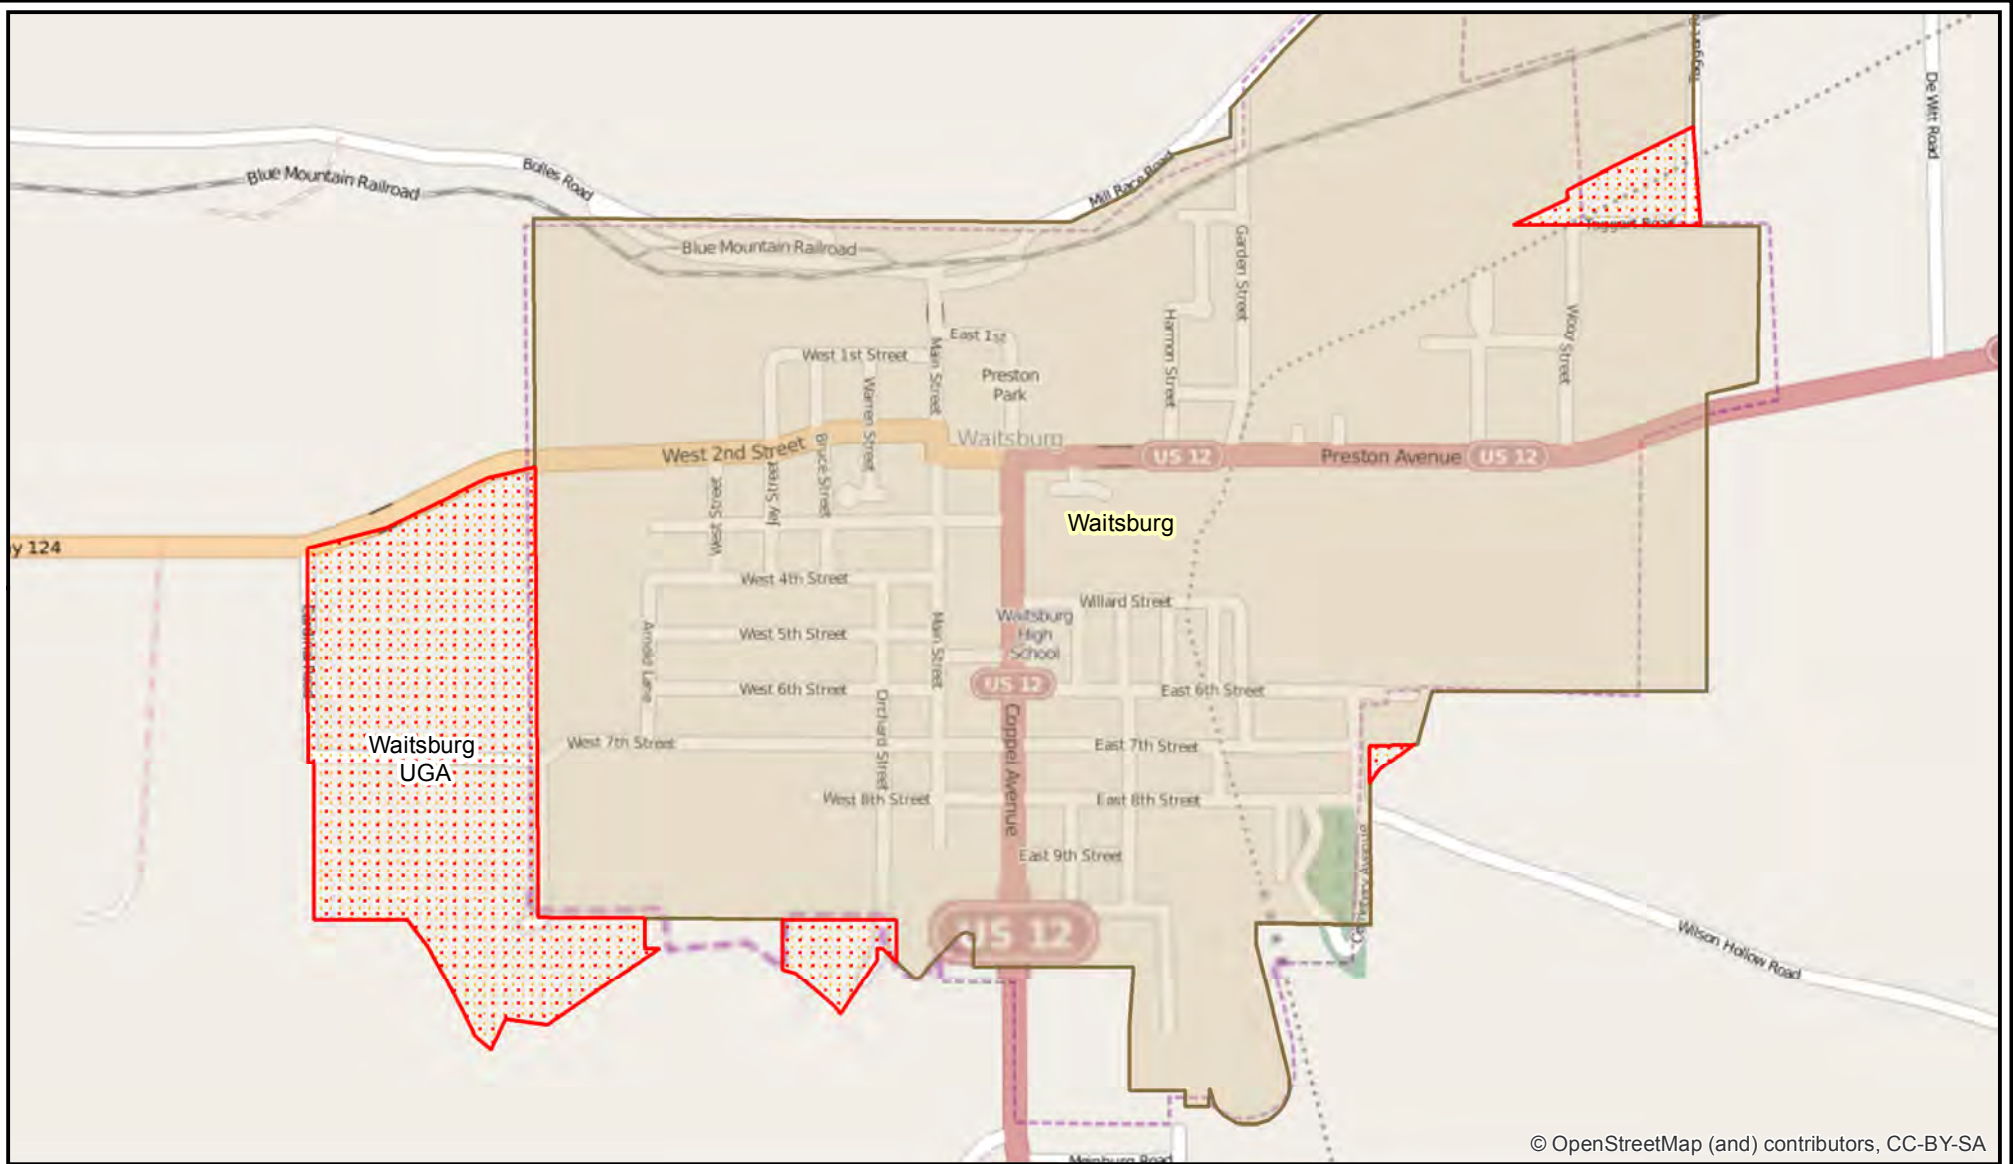 De Witt Road
Bolles Road
Blue Mountain Railroad
Mill Race Road
Taggart Road
Blue Mountain Railroad
Garden Street
Harmon Street
East 1st
Main Street
West 1st Street
Preston
Park
Warren Street
Wooy Street
Waitsburg
West 2nd Street
Bruce Street
Jay Street
US 12
Preston Avenue
US 12
West Street
Waitsburg
y 124
West 4th Street
Willard Street
Waitsburg
High
School
Arnold Lane
West 5th Street
Main Street
US 12
West 6th Street
East 6th Street
Orchard Street
Coppei Avenue
West 7th Street
East 7th Street
Waitsburg
UGA
West 8th Street
East 8th Street
East 9th Street
US 12
Wilson Hollow Road
Meinburg Road
© OpenStreetMap (and) contributors, CC-BY-SA